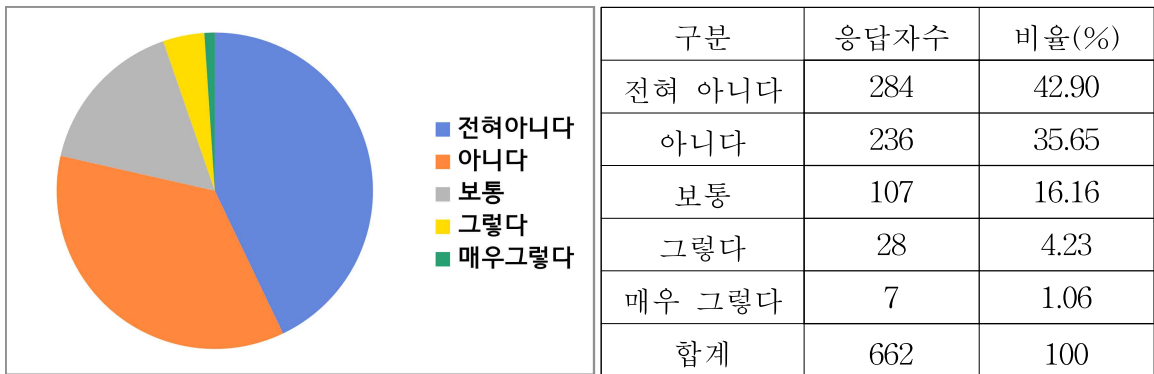 전혀아니다
아니다
보통
그렇다
매우그렇다
구분 응답자수 비율(%)
전혀 아니다 284 42.90
아니다 236 35.65
보통 107 16.16
그렇다 28 4.23
매우 그렇다 7 1.06
합계 662 100